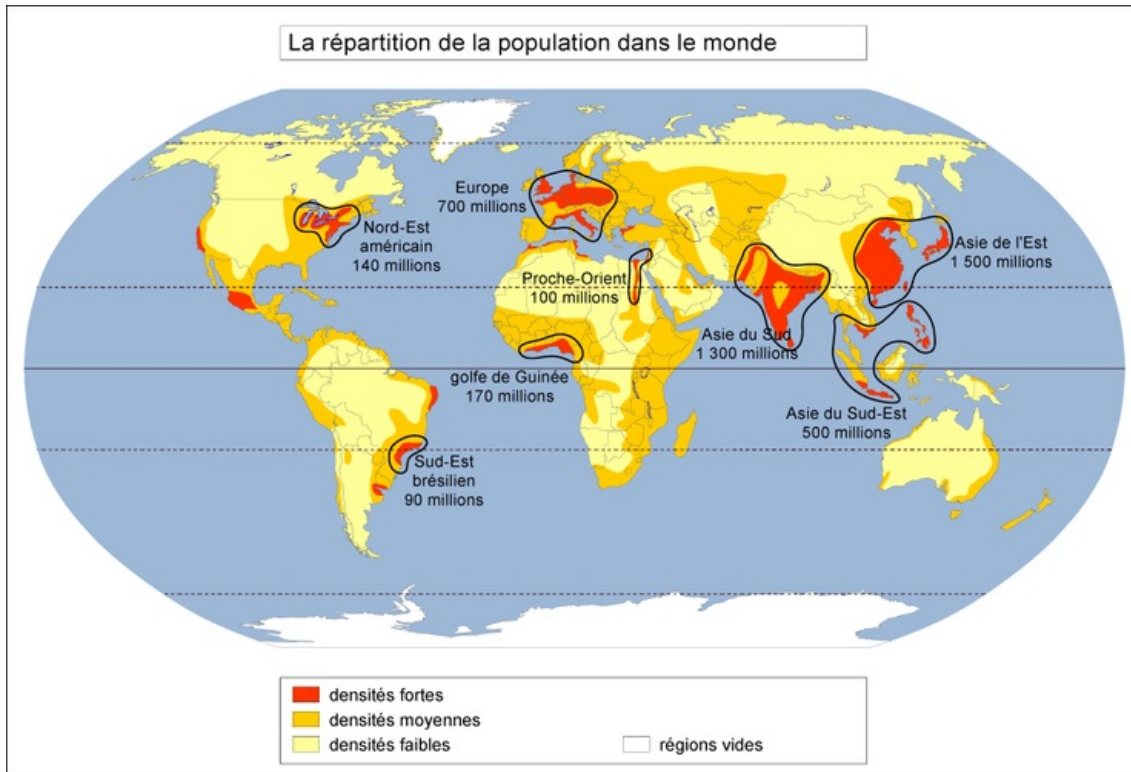 La répartition de la population dans le monde
Europe
700 millions
Nord-Est
américain
140 millions
Asie de l'Est
1 500 millions
Proche-Orient
100 millions
Asie du Sud
1 300 millions
golfe de Guinée
170 millions
Asie du Sud-Est
500 millions
Sud-Est
brésilien
90 millions
densités fortes
densités moyennes
densités faibles
régions vides